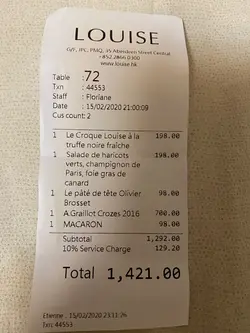 LOUISE
G/F, JPC, PMQ, 35 Aberdeen Street Central
+852 2866 0300
www.louise.hk
Table : 72
Txn : 44553
Staff : Floriane
Date : 15/02/2020 21:00:09
Cus count: 2
1 Le Croque Louise à la 198.00
truffe noire fraîche
1 Salade de haricots 198.00
verts, champignon de
Paris, foie gras de
canard
1 Le pâté de tête Olivier 98.00
Brosset
1 A.Graillot Crozes 2016 700.00
1 MACARON 98.00
Subtotal 1,292.00
10% Service Charge 129.20
Total 1,421.00
Etienne : 15/02/2020 23:11:26
Txn: 44553